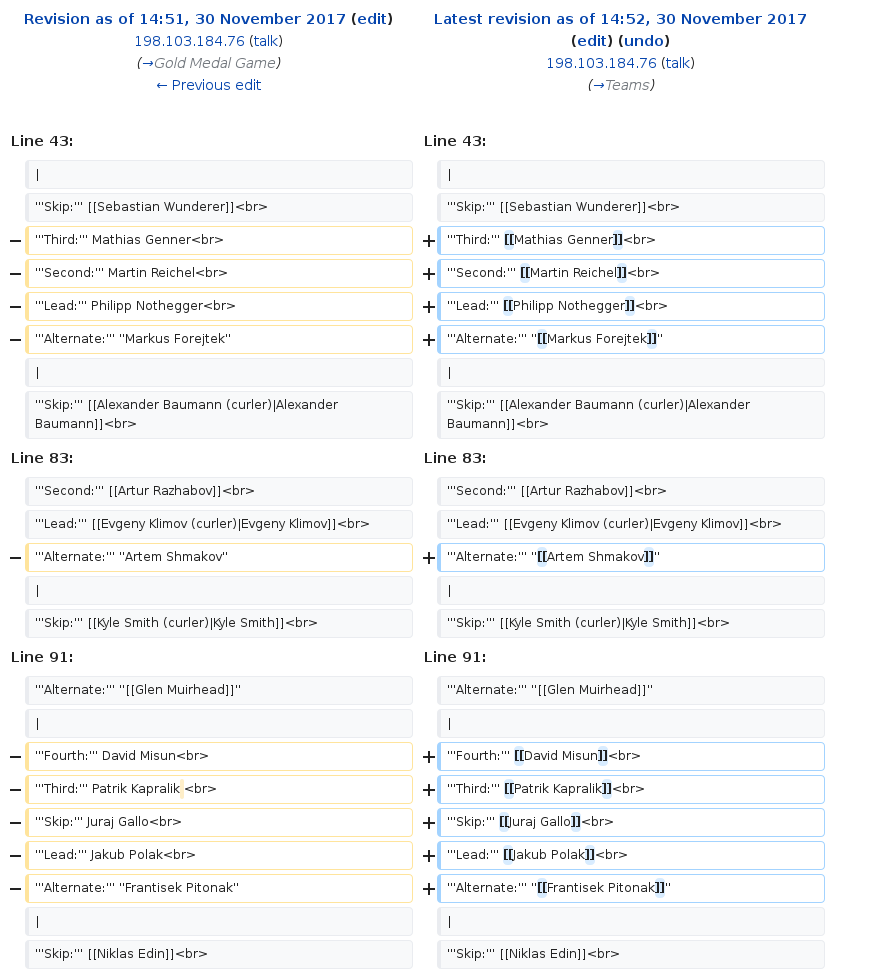 Revision as of 14:51, 30 November 2017 (edit)
198.103.184.76 (talk)
(→Gold Medal Game)
← Previous edit
Latest revision as of 14:52, 30 November 2017
(edit) (undo)
198.103.184.76 (talk)
(→Teams)
Line 43:
Line 43:
|
|
'''Skip:''' [[Sebastian Wunderer]]<br>
'''Skip:''' [[Sebastian Wunderer]]<br>
− '''Third:''' Mathias Genner<br>
+ '''Third:''' [[Mathias Genner]]<br>
− '''Second:''' Martin Reichel<br>
+ '''Second:''' [[Martin Reichel]]<br>
− '''Lead:''' Philipp Nothegger<br>
+ '''Lead:''' [[Philipp Nothegger]]<br>
− '''Alternate:''' ''Markus Forejtek''
+ '''Alternate:''' ''[[Markus Forejtek]]''
|
|
'''Skip:''' [[Alexander Baumann (curler)|Alexander
Baumann]]<br>
'''Skip:''' [[Alexander Baumann (curler)|Alexander
Baumann]]<br>
Line 83:
Line 83:
'''Second:''' [[Artur Razhabov]]<br>
'''Second:''' [[Artur Razhabov]]<br>
'''Lead:''' [[Evgeny Klimov (curler)|Evgeny Klimov]]<br>
'''Lead:''' [[Evgeny Klimov (curler)|Evgeny Klimov]]<br>
− '''Alternate:''' ''Artem Shmakov''
+ '''Alternate:''' ''[[Artem Shmakov]]''
|
|
'''Skip:''' [[Kyle Smith (curler)|Kyle Smith]]<br>
'''Skip:''' [[Kyle Smith (curler)|Kyle Smith]]<br>
Line 91:
Line 91:
'''Alternate:''' ''[[Glen Muirhead]]''
'''Alternate:''' ''[[Glen Muirhead]]''
|
|
− '''Fourth:''' David Misun<br>
+ '''Fourth:''' [[David Misun]]<br>
− '''Third:''' Patrik Kapralik <br>
+ '''Third:''' [[Patrik Kapralik]]<br>
− '''Skip:''' Juraj Gallo<br>
+ '''Skip:''' [[Juraj Gallo]]<br>
− '''Lead:''' Jakub Polak<br>
+ '''Lead:''' [[Jakub Polak]]<br>
− '''Alternate:''' ''Frantisek Pitonak''
+ '''Alternate:''' ''[[Frantisek Pitonak]]''
|
|
'''Skip:''' [[Niklas Edin]]<br>
'''Skip:''' [[Niklas Edin]]<br>